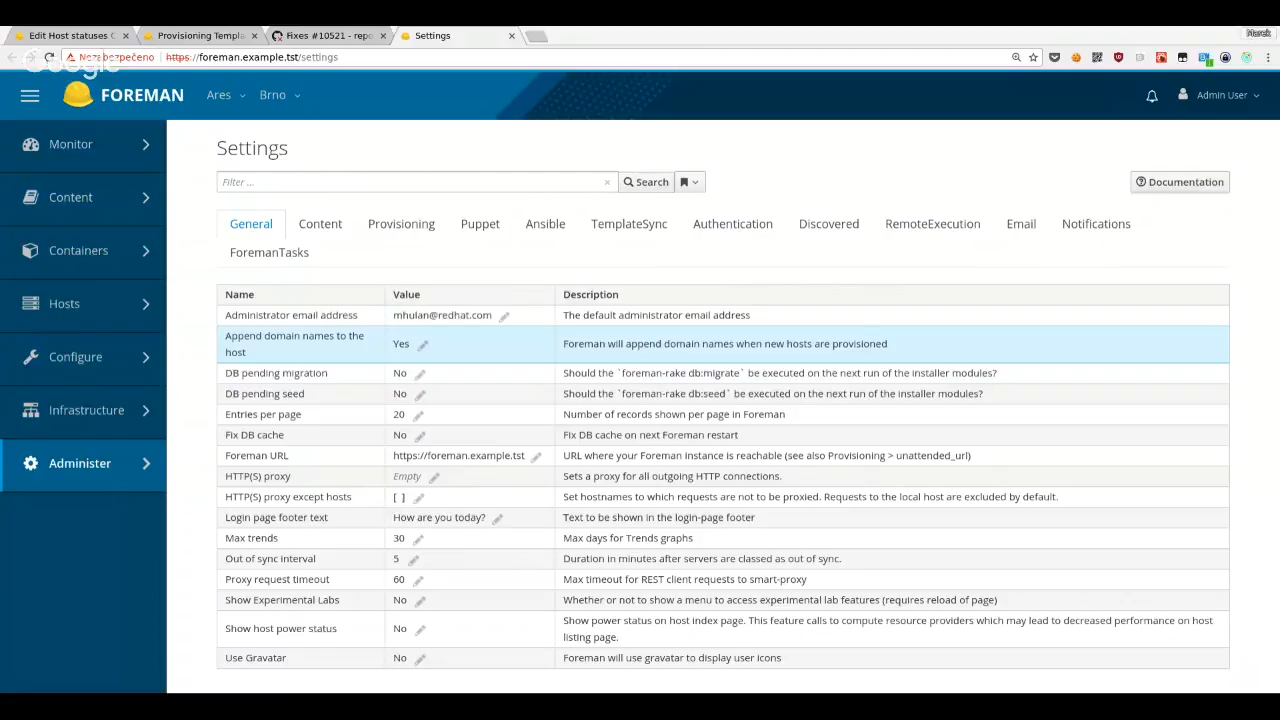 Edit Host statuses C
Provisioning Templa
Fixes #10521 - repo
Settings
Marek
Nezabezpečeno
https://foreman.example.tst/settings
Google
FOREMAN
Ares
Brno
Admin User
Monitor
Content
Containers
Hosts
Configure
Infrastructure
Administer
Settings
Filter ...
Search
Documentation
General Content Provisioning Puppet Ansible TemplateSync Authentication Discovered RemoteExecution Email Notifications
ForemanTasks
Name Value Description
Administrator email address mhulan@redhat.com The default administrator email address
Append domain names to the
host Yes Foreman will append domain names when new hosts are provisioned
DB pending migration No Should the `foreman-rake db:migrate` be executed on the next run of the installer modules?
DB pending seed No Should the `foreman-rake db:seed` be executed on the next run of the installer modules?
Entries per page 20 Number of records shown per page in Foreman
Fix DB cache No Fix DB cache on next Foreman restart
Foreman URL https://foreman.example.tst URL where your Foreman instance is reachable (see also Provisioning > unattended_url)
HTTP(S) proxy Empty Sets a proxy for all outgoing HTTP connections.
HTTP(S) proxy except hosts [ ] Set hostnames to which requests are not to be proxied. Requests to the local host are excluded by default.
Login page footer text How are you today? Text to be shown in the login-page footer
Max trends 30 Max days for Trends graphs
Out of sync interval 5 Duration in minutes after servers are classed as out of sync.
Proxy request timeout 60 Max timeout for REST client requests to smart-proxy
Show Experimental Labs No Whether or not to show a menu to access experimental lab features (requires reload of page)
Show host power status No Show power status on host index page. This feature calls to compute resource providers which may lead to decreased performance on host
listing page.
Use Gravatar No Foreman will use gravatar to display user icons